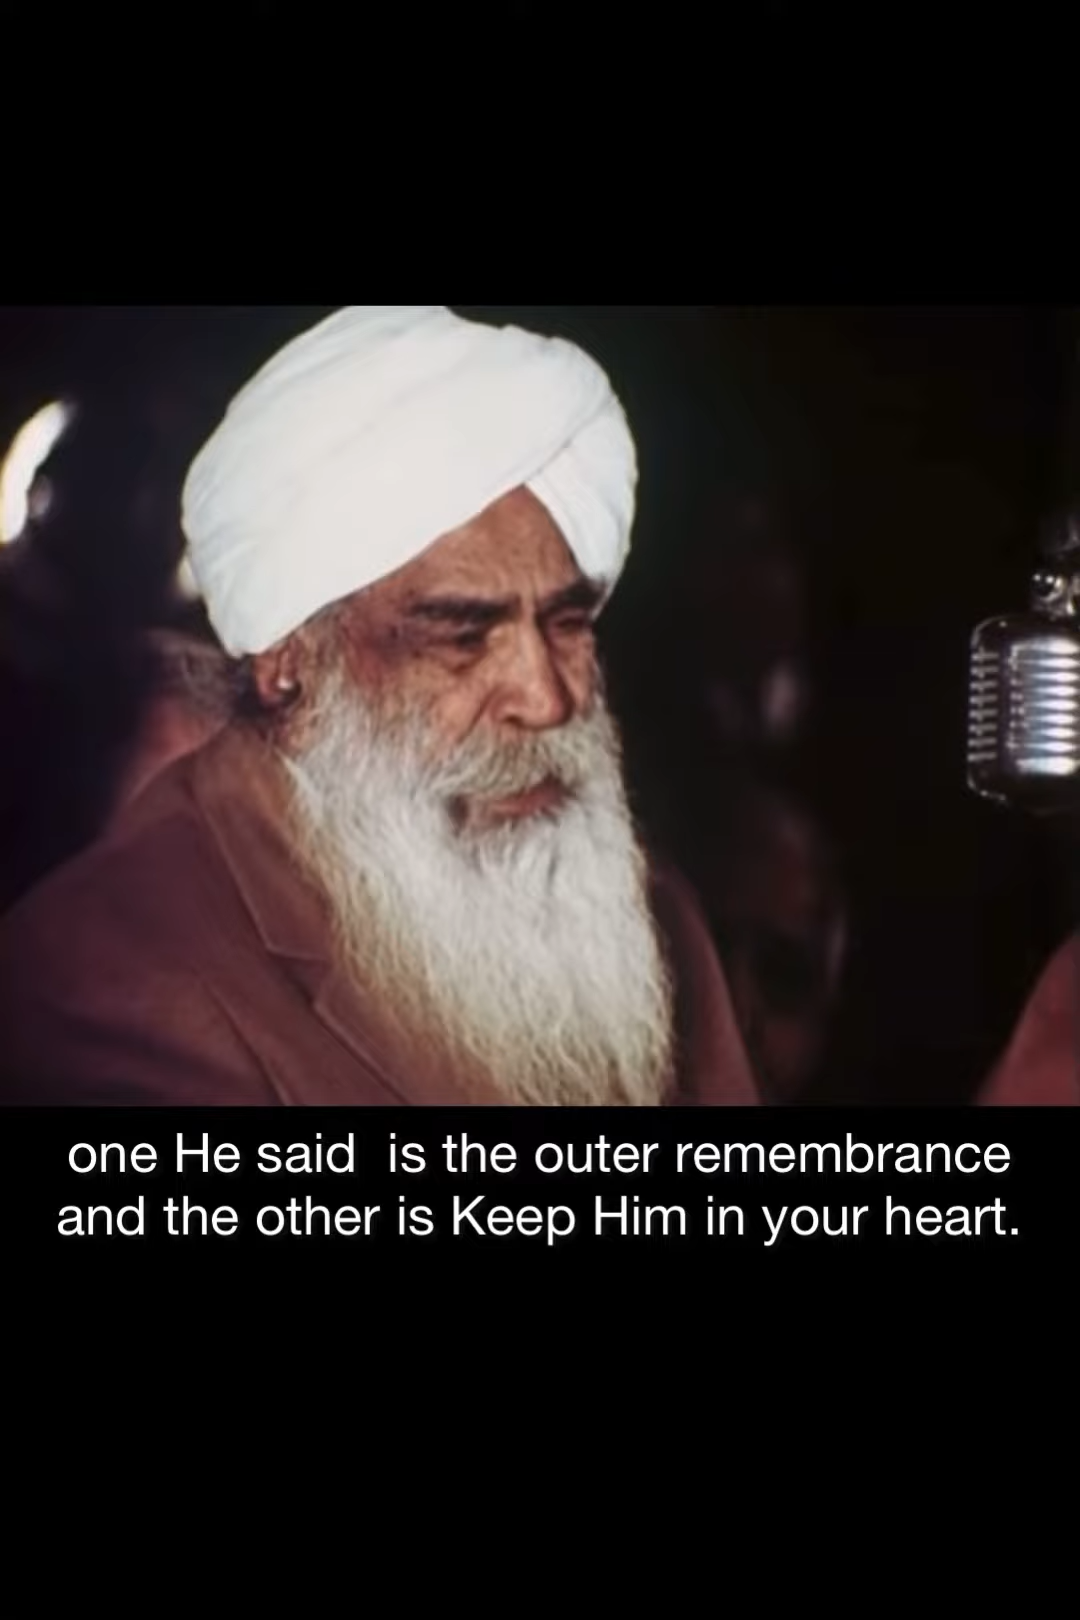 one He said  is the outer remembrance
and the other is Keep Him in your heart.